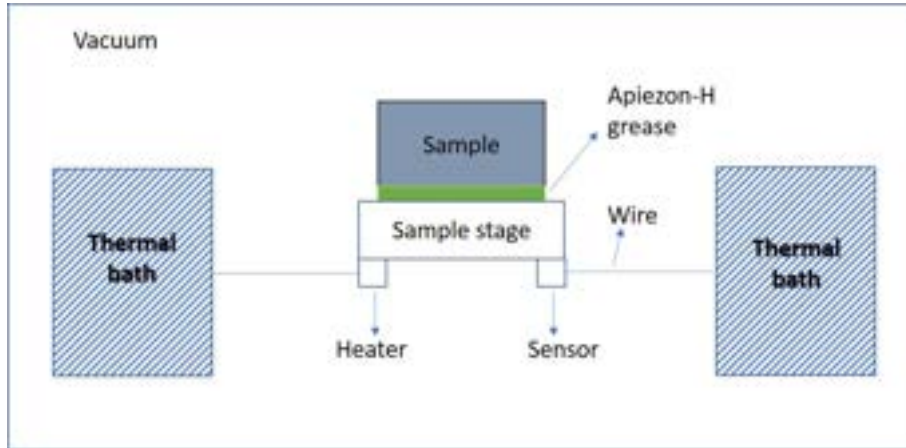 Vacuum
Apiezon-H
grease
Sample
Sample stage
Wire
Thermal
bath
Thermal
bath
Heater
Sensor